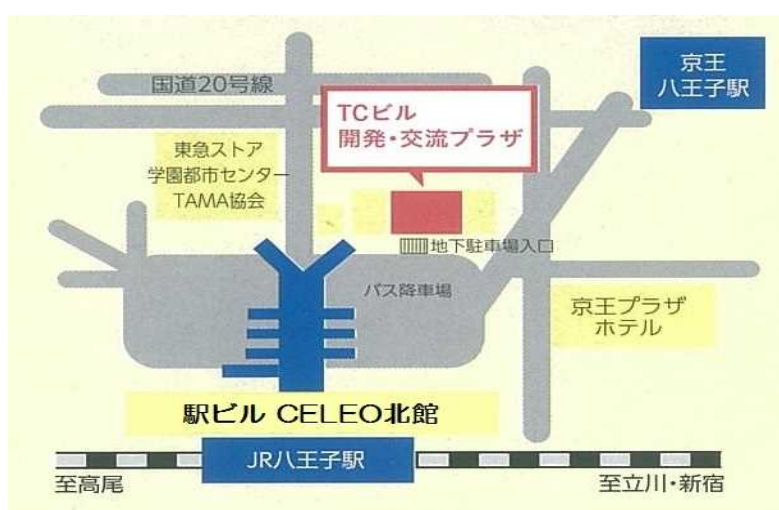 京王
八王子駅
国道20号線
TCビル
開発・交流プラザ
東急ストア
学園都市センター
TAMA協会
地下駐車場入口
バス降車場
京王プラザ
ホテル
駅ビル CELEO北館
JR八王子駅
至高尾
至立川・新宿